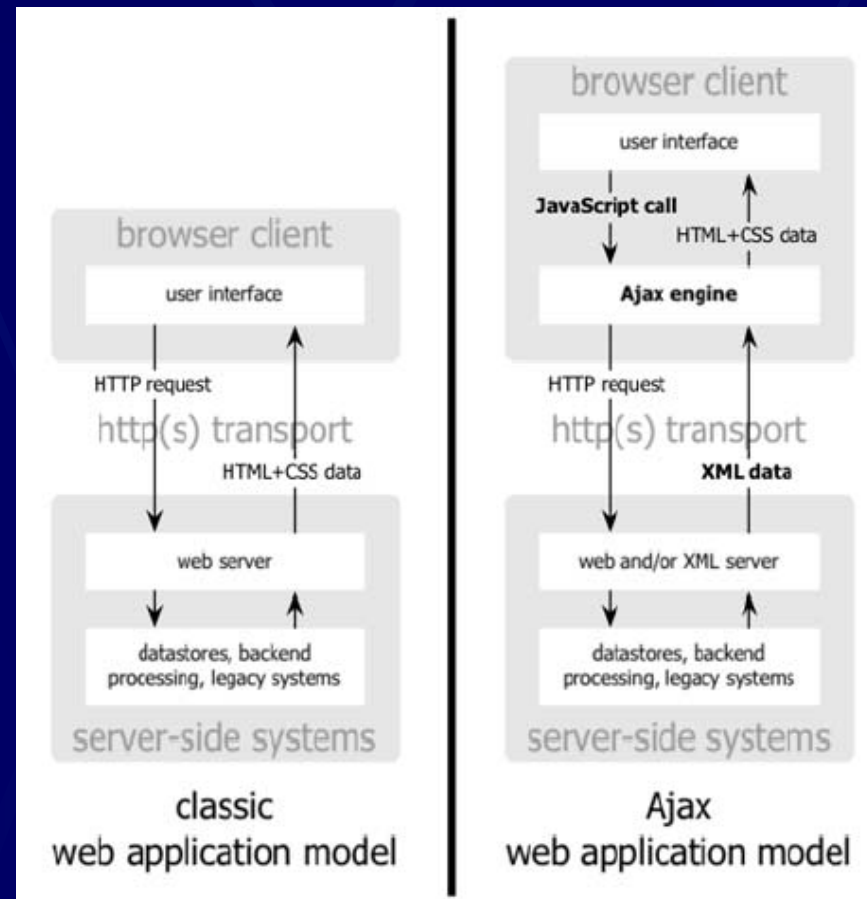 browser client
user interface
HTTP request
http(s) transport
HTML+CSS data
web server
datastores, backend
processing, legacy systems
server-side systems
classic
web application model
browser client
user interface
JavaScript call
HTML+CSS data
Ajax engine
HTTP request
http(s) transport
XML data
web and/or XML server
datastores, backend
processing, legacy systems
server-side systems
Ajax
web application model